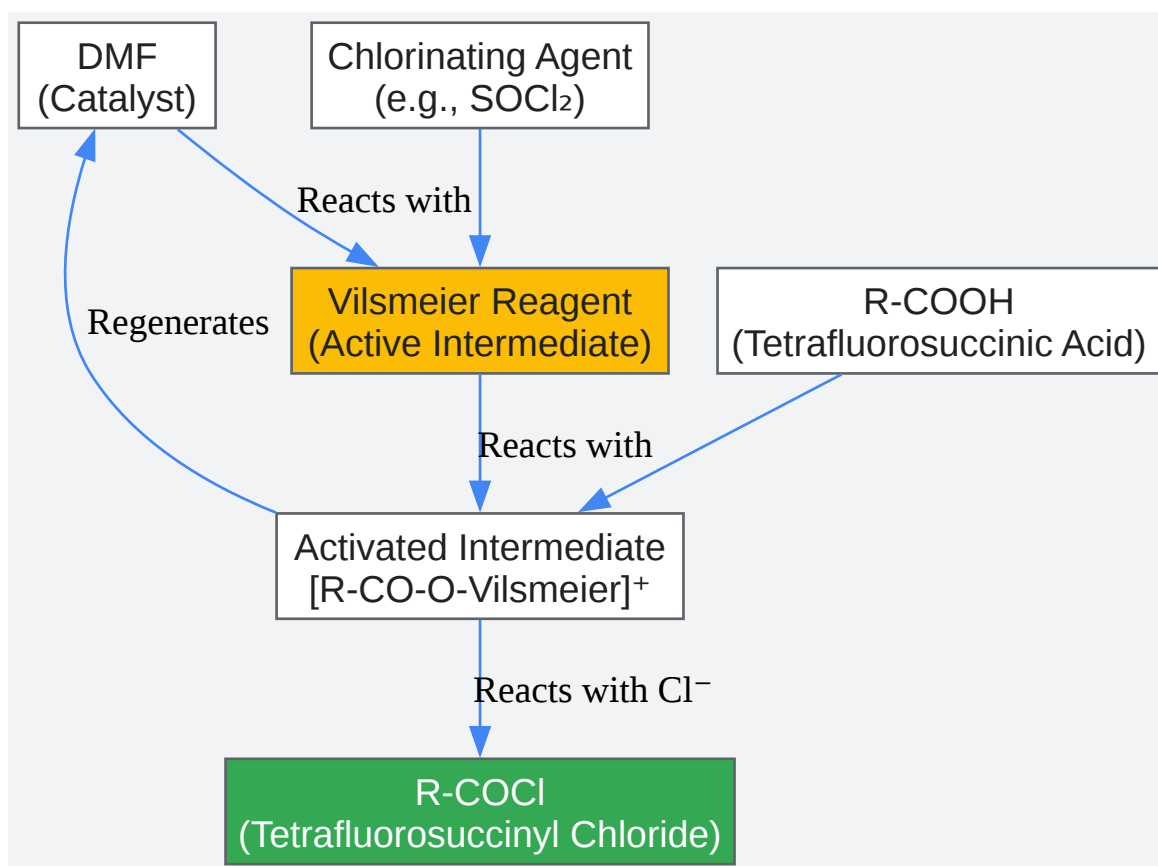 DMF
(Catalyst)
Chlorinating Agent
(e.g., SOCl₂)
Reacts with
Vilsmeier Reagent
(Active Intermediate)
R-COOH
(Tetrafluorosuccinic Acid)
Regenerates
Reacts with
Activated Intermediate
[R-CO-O-Vilsmeier]⁺
Reacts with Cl⁻
R-COCl
(Tetrafluorosuccinyl Chloride)